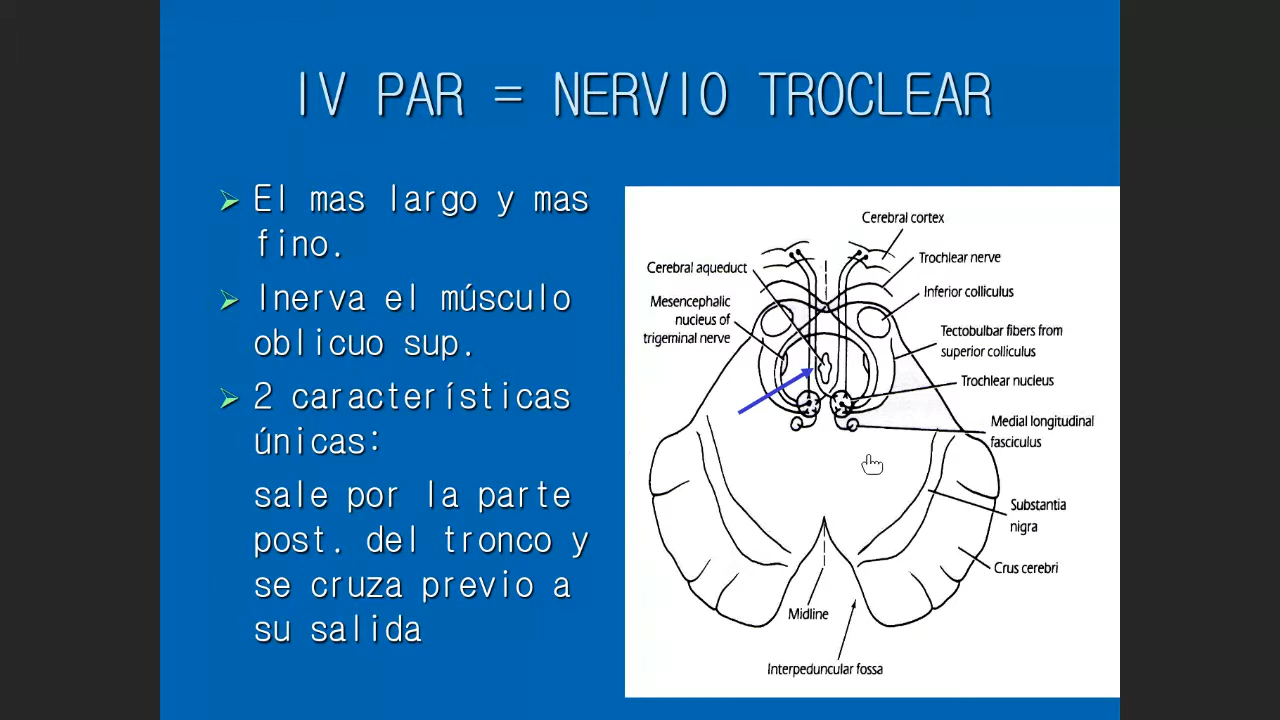 IV PAR = NERVIO TROCLEAR
El mas largo y mas
fino.
Inerva el músculo
oblicuo sup.
2 características
únicas:
sale por la parte
post. del tronco y
se cruza previo a
su salida
Cerebral cortex
Trochlear nerve
Cerebral aqueduct
Inferior colliculus
Mesencephalic
nucleus of
trigeminal nerve
Tectobulbar fibers from
superior colliculus
Trochlear nucleus
Medial longitudinal
fasciculus
Substantia
nigra
Crus cerebri
Midline
Interpeduncular fossa